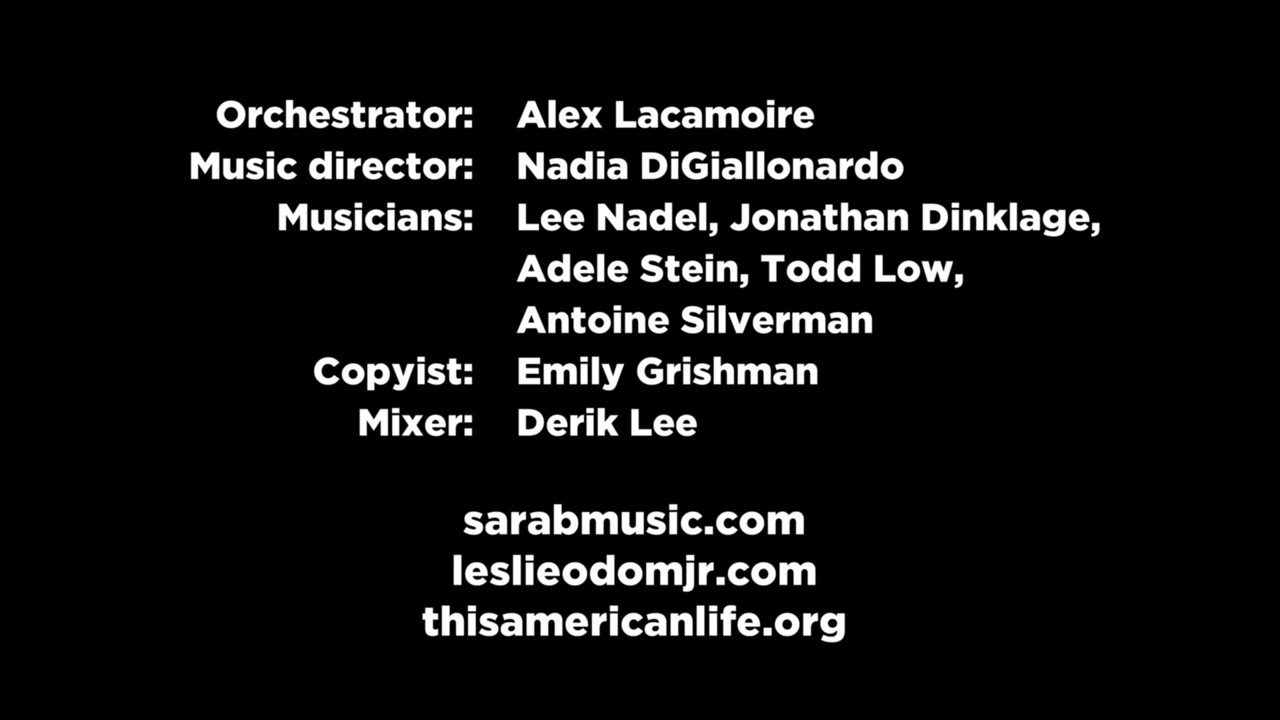 Orchestrator: Alex Lacamoire
Music director: Nadia DiGiallonardo
Musicians: Lee Nadel, Jonathan Dinklage,
Adele Stein, Todd Low,
Antoine Silverman
Copyist: Emily Grishman
Mixer: Derik Lee
sarabmusic.com
leslieodomjr.com
thisamericanlife.org